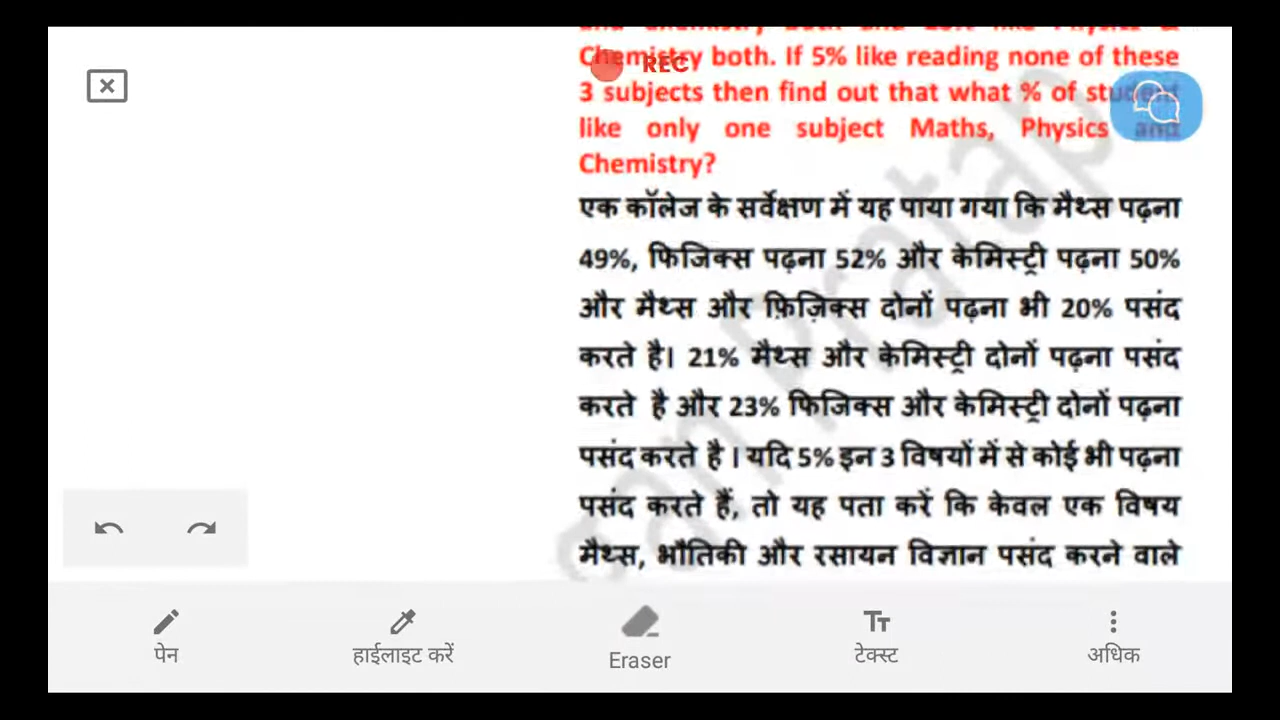 Chemistry both. If 5% like reading none of these
REC
3 subjects then find out that what % of student
like only one subject Maths, Physics and
Chemistry?
एक कॉलेज के सर्वेक्षण में यह पाया गया कि मैथ्स पढ़ना
49%, फिजिक्स पढ़ना 52% और केमिस्ट्री पढ़ना 50%
और मैथ्स और फ़िज़िक्स दोनों पढ़ना भी 20% पसंद
करते है। 21% मैथ्स और केमिस्ट्री दोनों पढ़ना पसंद
करते है और 23% फिजिक्स और केमिस्ट्री दोनों पढ़ना
पसंद करते है । यदि 5% इन 3 विषयों में से कोई भी पढ़ना
पसंद करते हैं, तो यह पता करें कि केवल एक विषय
मैथ्स, भौतिकी और रसायन विज्ञान पसंद करने वाले
पेन
हाईलाइट करें
Eraser
Tт
टेक्स्ट
अधिक